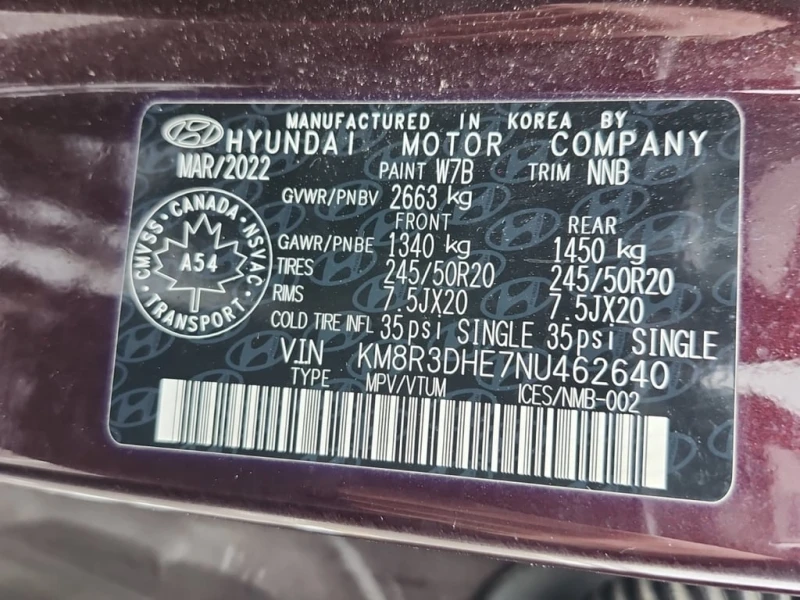 MANUFACTURED IN KOREA BY
HYUNDAI MOTOR COMPANY
MAR/2022 PAINT W7B TRIM NNB
GVWR/PNBV 2663 kg
FRONT REAR
GAWR/PNBE 1340 kg 1450 kg
TIRES 245/50R20 245/50R20
RIMS 7.5JX20 7.5JX20
COLD TIRE INFL 35psi SINGLE 35psi SINGLE
V.I.N KM8R3DHE7NU462640
TYPE MPV/VTUM ICES/NMB-002
CMVSS · CANADA · NSVAC · TRANSPORT
A54